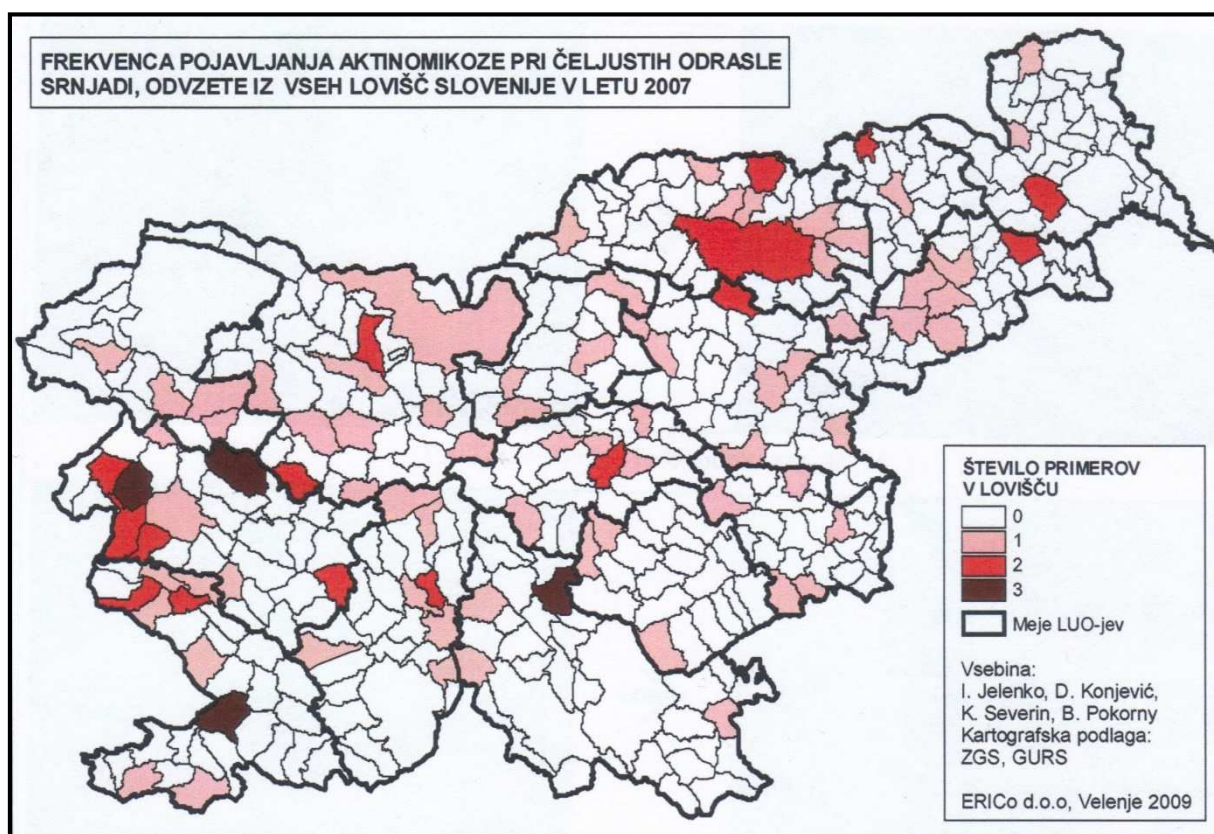 FREKVENCA POJAVLJANJA AKTINOMIKOZE PRI ČELJUSTIH ODRASLE
SRNJADI, ODVZETE IZ VSEH LOVIŠČ SLOVENIJE V LETU 2007
ŠTEVILO PRIMEROV
V LOVIŠČU
0
1
2
3
Meje LUO-jev
Vsebina:
I. Jelenko, D. Konjević,
K. Severin, B. Pokorny
Kartografska podlaga:
ZGS, GURS
ERICo d.o.o, Velenje 2009